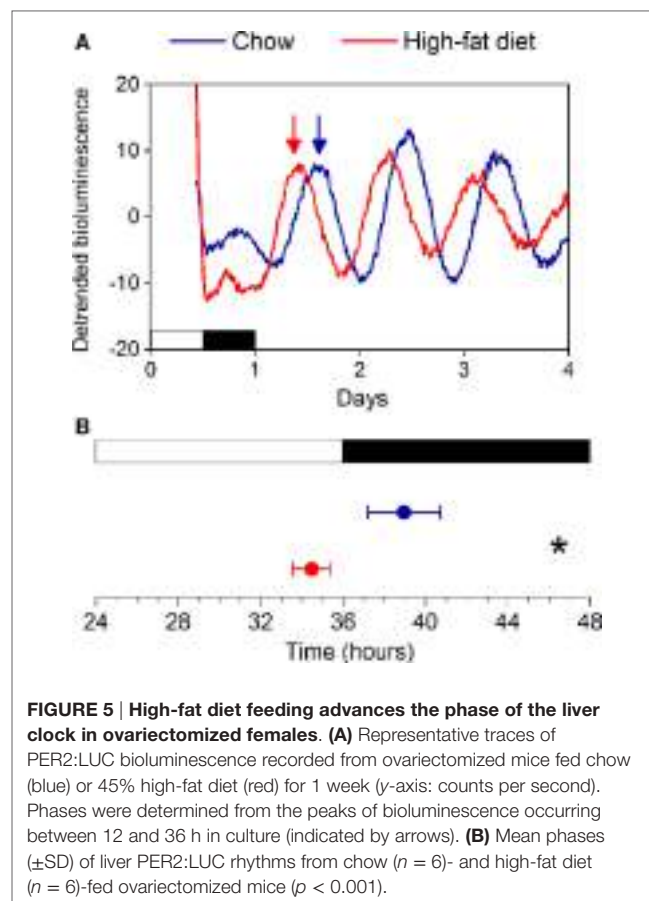 A
Chow High-fat diet
20
10
0
-10
-20
Detrended bioluminescence
0 1 2 3 4
Days
B
*
24 28 32 36 40 44 48
Time (hours)
FIGURE 5 | High-fat diet feeding advances the phase of the liver
clock in ovariectomized females. (A) Representative traces of
PER2:LUC bioluminescence recorded from ovariectomized mice fed chow
(blue) or 45% high-fat diet (red) for 1 week (y-axis: counts per second).
Phases were determined from the peaks of bioluminescence occurring
between 12 and 36 h in culture (indicated by arrows). (B) Mean phases
(±SD) of liver PER2:LUC rhythms from chow (n = 6)- and high-fat diet
(n = 6)-fed ovariectomized mice (p < 0.001).